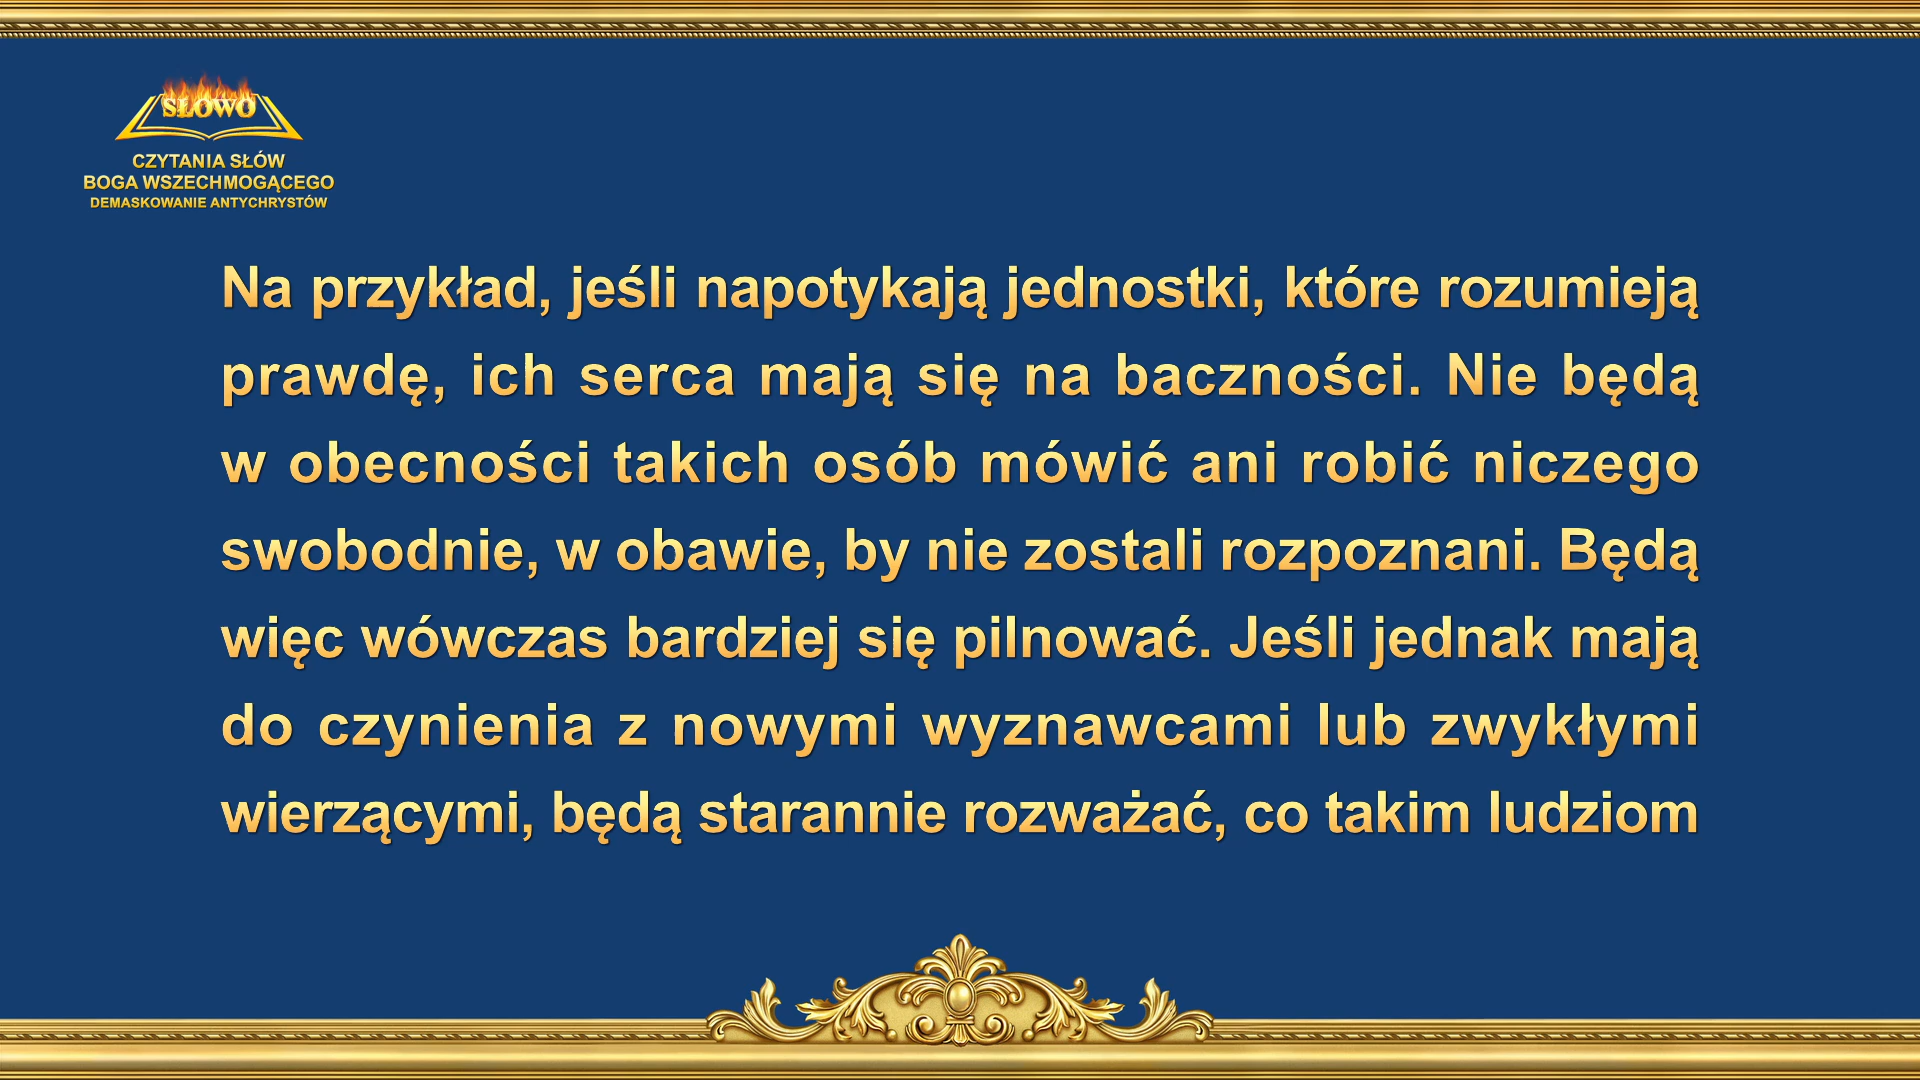 SŁOWO
CZYTANIA SŁÓW
BOGA WSZECHMOGĄCEGO
DEMASKOWANIE ANTYCHRYSTÓW
Na przykład, jeśli napotykają jednostki, które rozumieją
prawdę, ich serca mają się na baczności. Nie będą
w obecności takich osób mówić ani robić niczego
swobodnie, w obawie, by nie zostali rozpoznani. Będą
więc wówczas bardziej się pilnować. Jeśli jednak mają
do czynienia z nowymi wyznawcami lub zwykłymi
wierzącymi, będą starannie rozważać, co takim ludziom